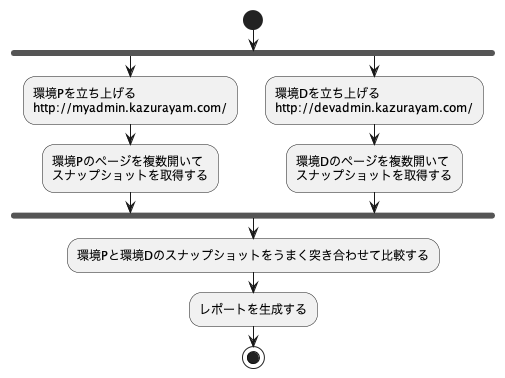 環境Pを立ち上げる
http://myadmin.kazurayam.com/
環境Pのページを複数開いて
スナップショットを取得する
環境Dを立ち上げる
http://devadmin.kazurayam.com/
環境Dのページを複数開いて
スナップショットを取得する
環境Pと環境Dのスナップショットをうまく突き合わせて比較する
レポートを生成する